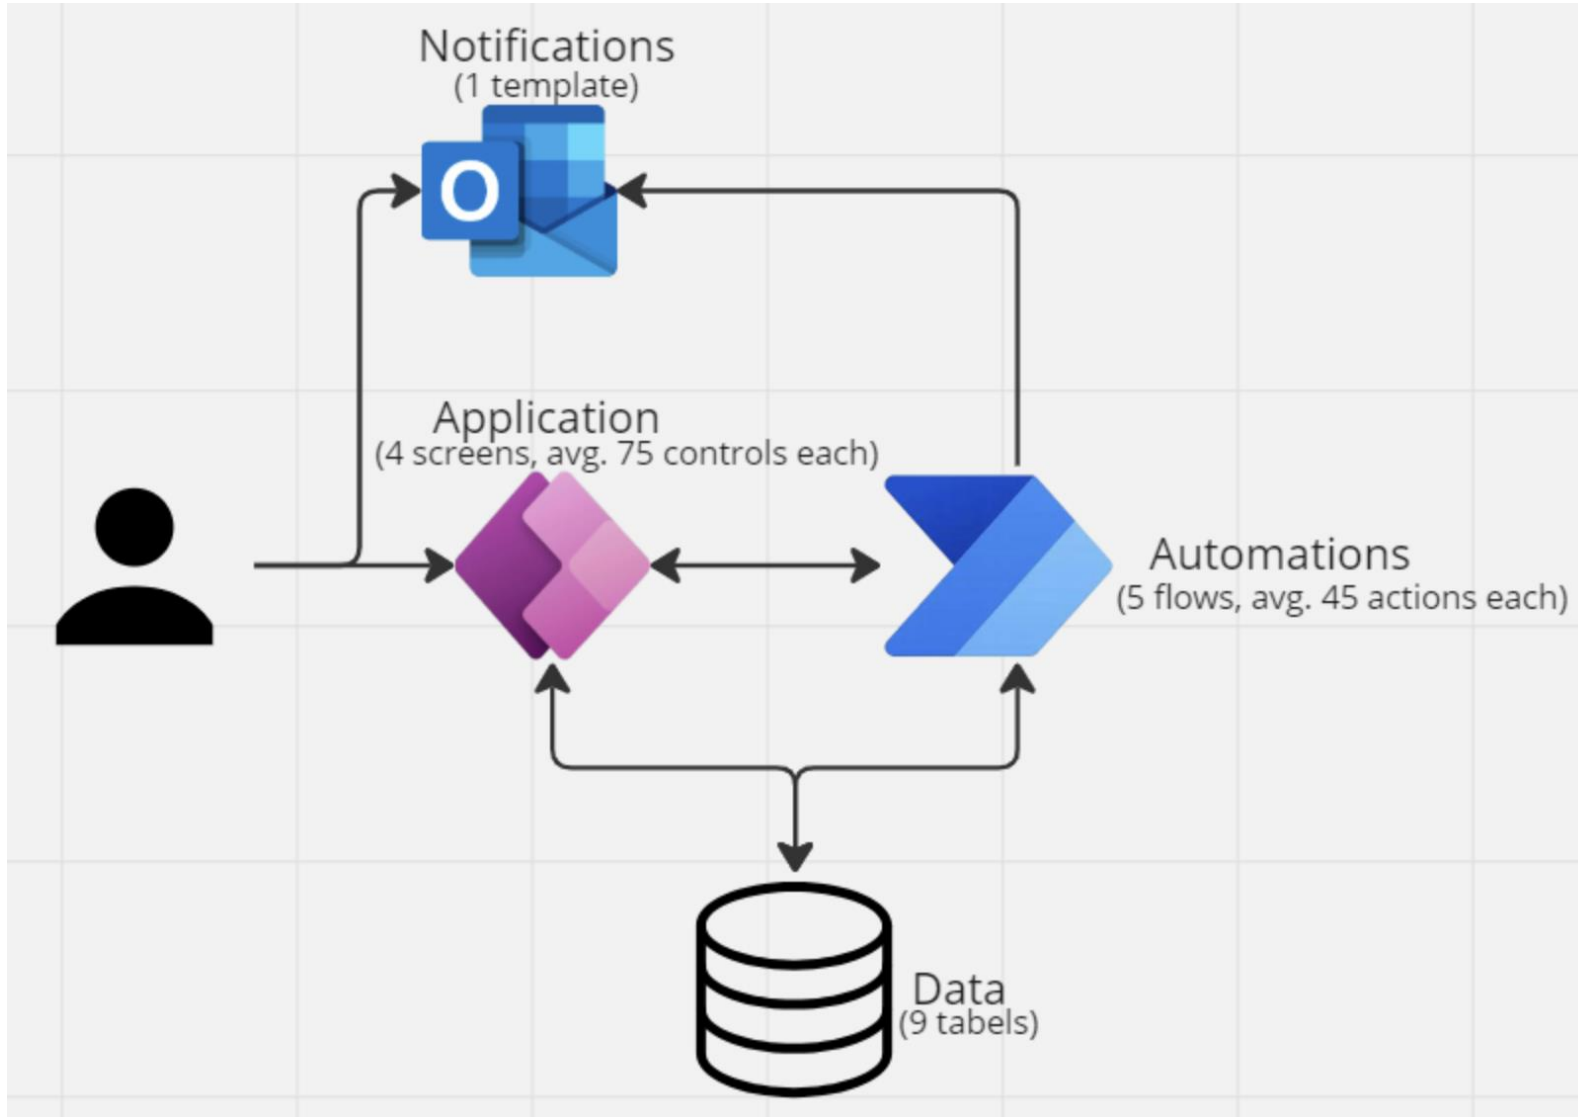 Notifications
(1 template)
O
Application
(4 screens, avg. 75 controls each)
Automations
(5 flows, avg. 45 actions each)
Data
(9 tabels)